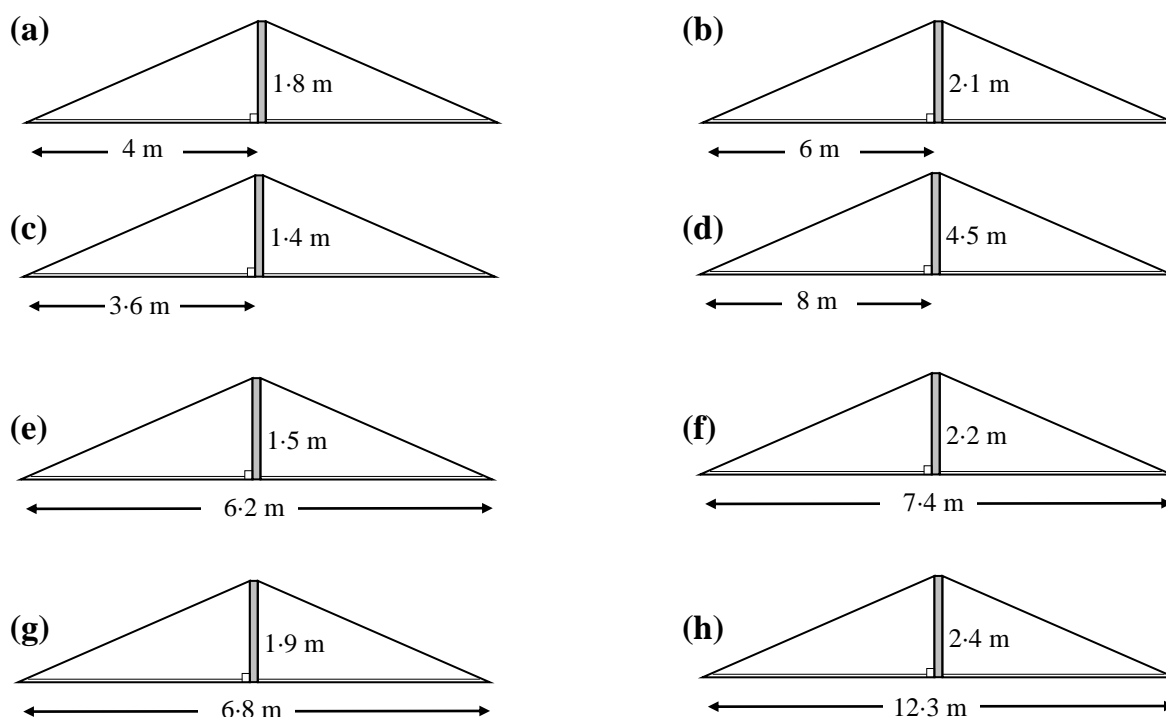 (a)
1·8 m
4 m
(b)
2·1 m
6 m
(c)
1·4 m
3·6 m
(d)
4·5 m
8 m
(e)
1·5 m
6·2 m
(f)
2·2 m
7·4 m
(g)
1·9 m
6·8 m
(h)
2·4 m
12·3 m